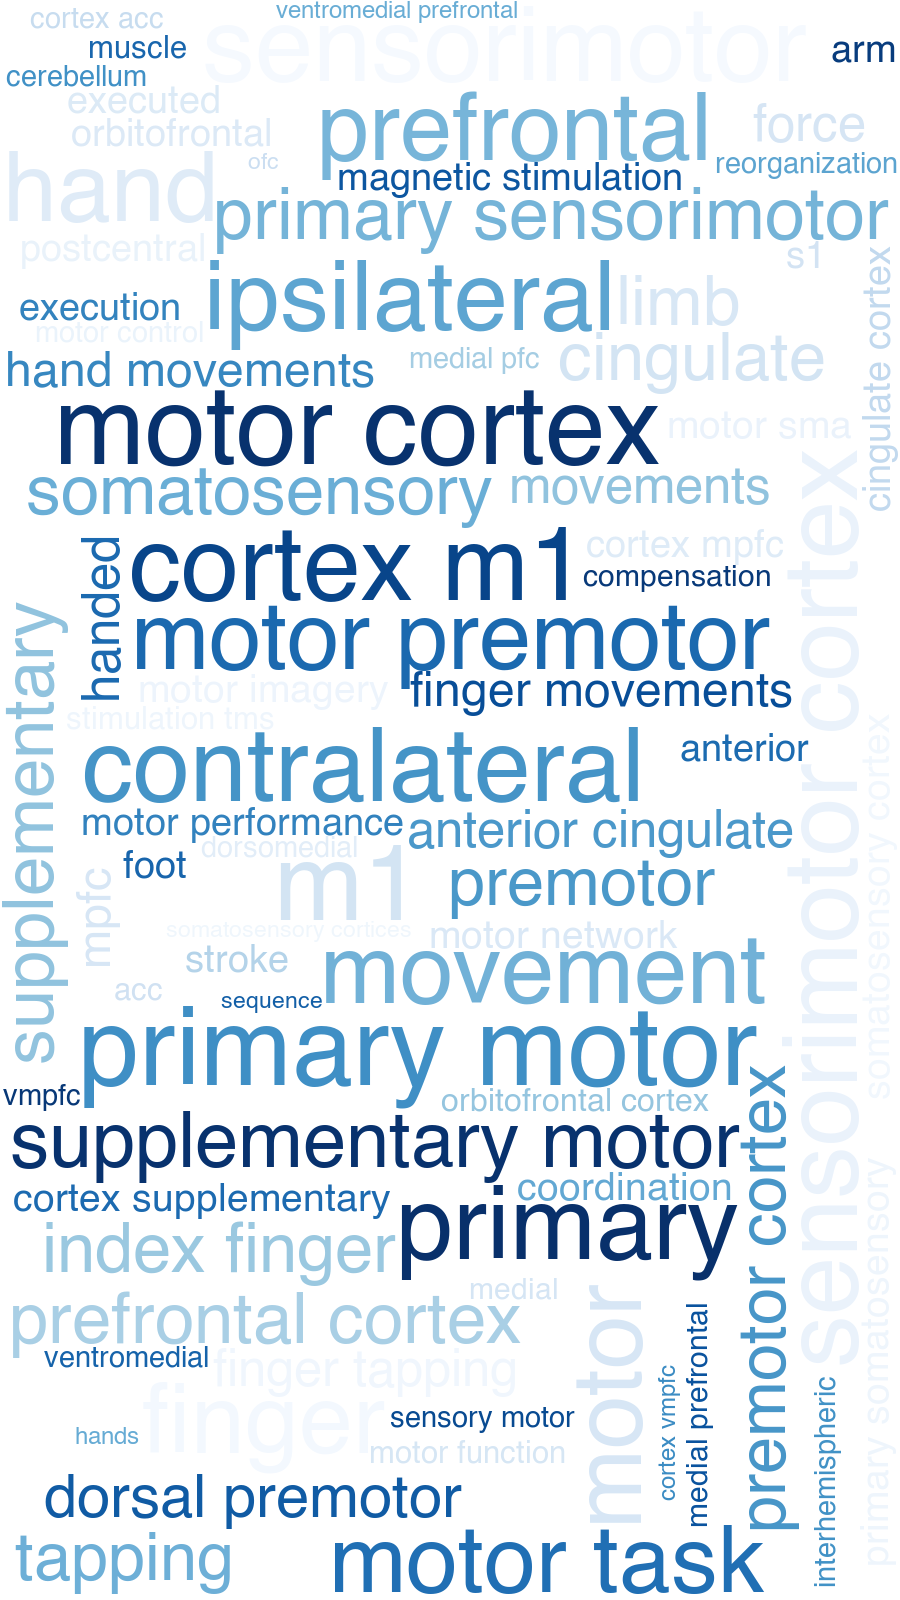 ventromedial prefrontal
cortex acc
sensorimotor
muscle
arm
cerebellum
executed
prefrontal
force
orbitofrontal
ofc
hand
magnetic stimulation
reorganization
primary sensorimotor
postcentral
s1
cingulate cortex
ipsilateral
limb
execution
motor control
cingulate
hand movements
medial pfc
motor cortex
motor sma
somatosensory
movements
sensorimotor cortex
cortex m1
cortex mpfc
compensation
handed
motor premotor
supplementary
motor imagery
finger movements
stimulation tms
somatosensory cortex
contralateral
anterior
motor performance
anterior cingulate
dorsomedial
foot
m1
premotor
mpfc
somatosensory cortices
motor network
stroke
movement
acc
sequence
primary motor
vmpfc
orbitofrontal cortex
premotor cortex
supplementary motor
primary somatosensory
cortex supplementary
coordination
primary
index finger
medial
motor
prefrontal cortex
medial prefrontal
ventromedial
finger tapping
cortex vmpfc
interhemispheric
finger
sensory motor
hands
motor function
dorsal premotor
tapping
motor task